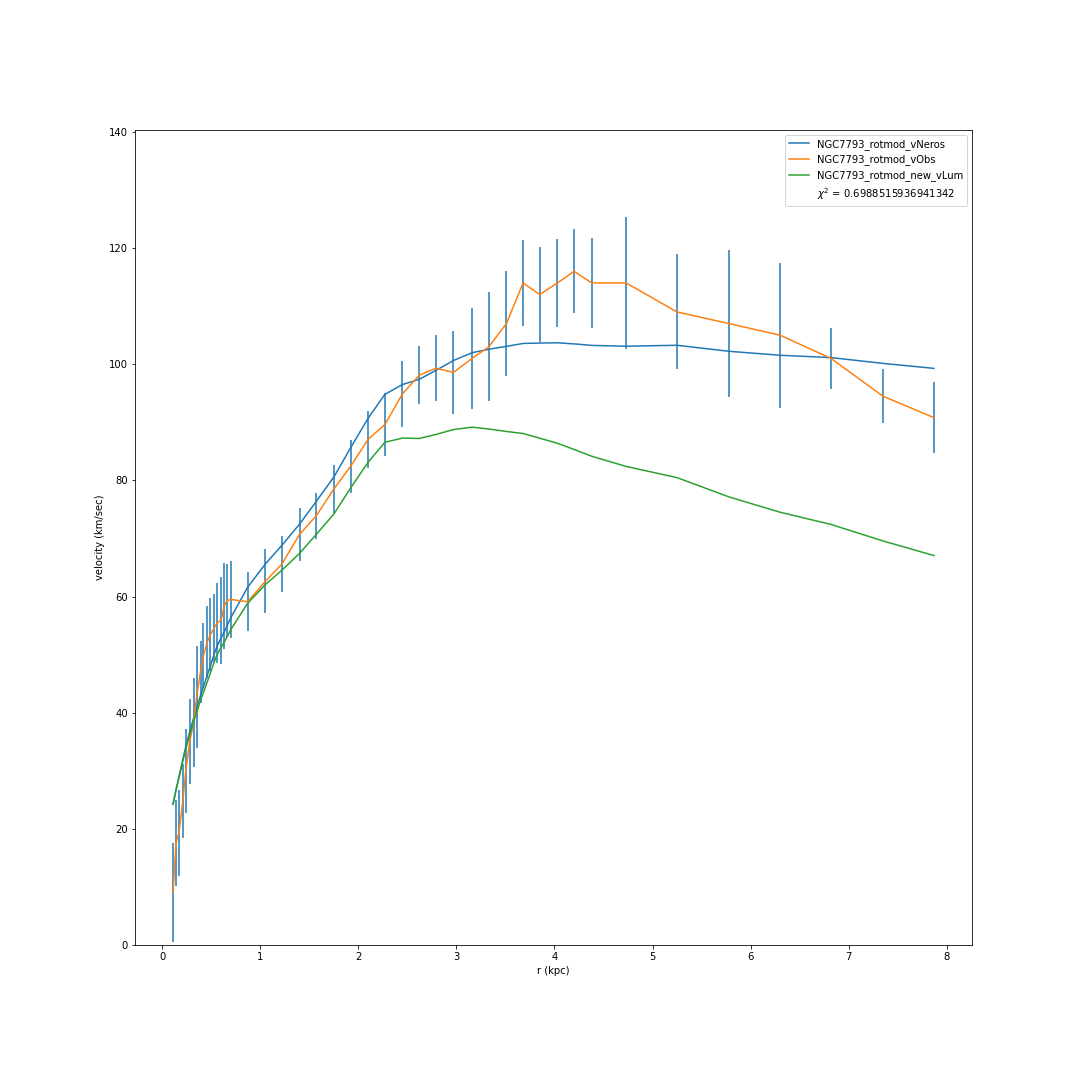 NGC7793_rotmod_vNeros
NGC7793_rotmod_vObs
NGC7793_rotmod_new_vLum
χ² = 0.6988515936941342
140
120
100
80
60
40
20
0
velocity (km/sec)
0 1 2 3 4 5 6 7 8
r (kpc)